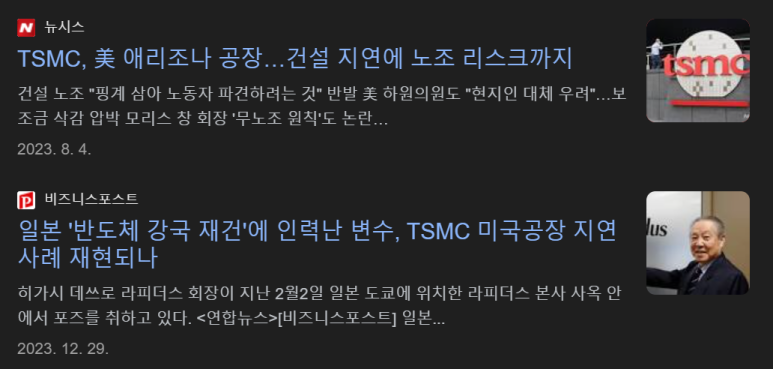 뉴시스
TSMC, 美 애리조나 공장…건설 지연에 노조 리스크까지
건설 노조 "핑계 삼아 노동자 파견하려는 것" 반발 美 하원의원도 "현지인 대체 우려"…보
조금 삭감 압박 모리스 창 회장 '무노조 원칙'도 논란…
2023. 8. 4.
tsmc
비즈니스포스트
일본 '반도체 강국 재건'에 인력난 변수, TSMC 미국공장 지연
사례 재현되나
히가시 데쓰로 라피더스 회장이 지난 2월2일 일본 도쿄에 위치한 라피더스 본사 사옥 안
에서 포즈를 취하고 있다. <연합뉴스>[비즈니스포스트] 일본...
2023. 12. 29.
lus